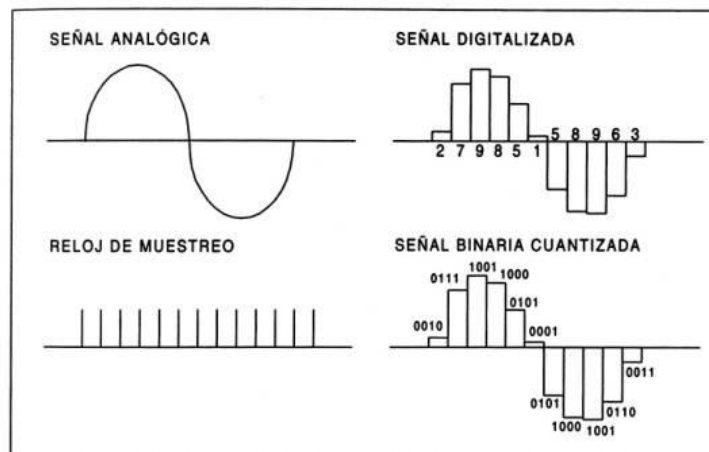 SEÑAL ANALÓGICA
SEÑAL DIGITALIZADA
5 8 9 6 3
2 7 9 8 5 1
RELOJ DE MUESTREO
SEÑAL BINARIA CUANTIZADA
1001
0111 1000
0101
0010 0001
0011
0101 0110
1000 1001